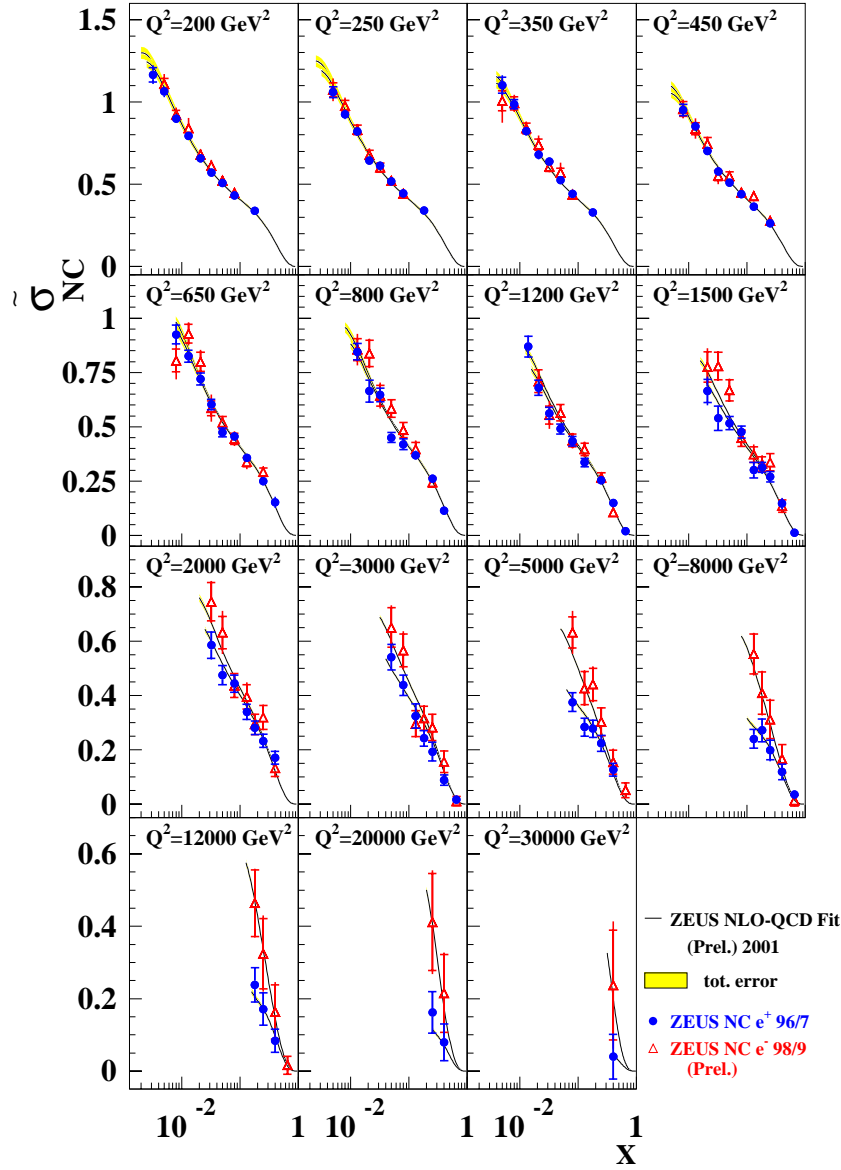 Q²=200 GeV² Q²=250 GeV² Q²=350 GeV² Q²=450 GeV²
1.5
1
0.5
0
σ̃ NC
Q²=650 GeV² Q²=800 GeV² Q²=1200 GeV² Q²=1500 GeV²
1
0.75
0.5
0.25
0
Q²=2000 GeV² Q²=3000 GeV² Q²=5000 GeV² Q²=8000 GeV²
0.8
0.6
0.4
0.2
0
Q²=12000 GeV² Q²=20000 GeV² Q²=30000 GeV²
0.6
0.4
0.2
0
ZEUS NLO-QCD Fit
(Prel.) 2001
tot. error
ZEUS NC e⁺ 96/7
ZEUS NC e⁻ 98/9
(Prel.)
10⁻² 1 10⁻² 1 10⁻² 1
x